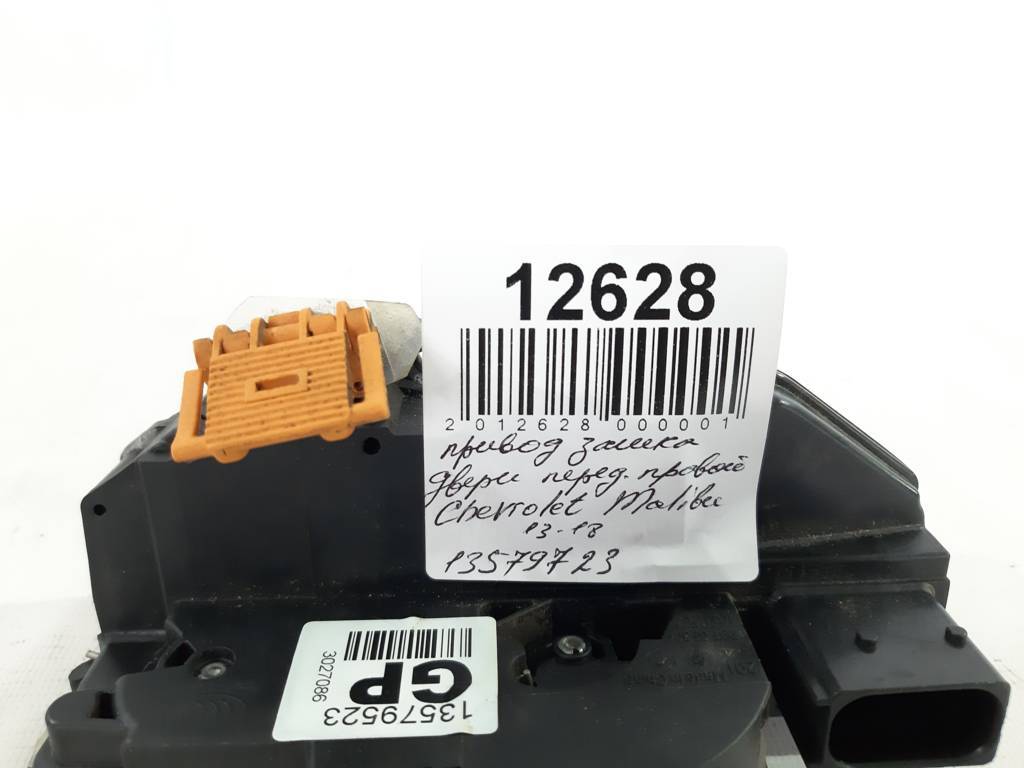 12628
2 012628 000001
привод замка
двери перед. правой
Chevrolet Malibu
13-18
13579723
3027086
GP
13579523